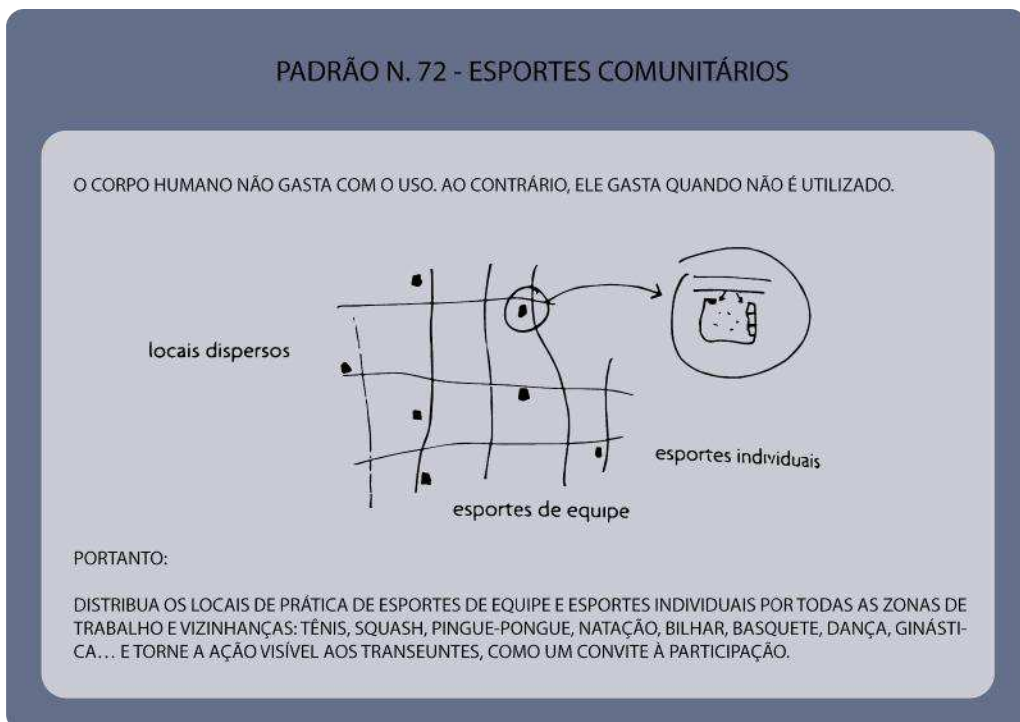 PADRÃO N. 72 - ESPORTES COMUNITÁRIOS
O CORPO HUMANO NÃO GASTA COM O USO. AO CONTRÁRIO, ELE GASTA QUANDO NÃO É UTILIZADO.
locais dispersos
esportes individuais
esportes de equipe
PORTANTO:
DISTRIBUA OS LOCAIS DE PRÁTICA DE ESPORTES DE EQUIPE E ESPORTES INDIVIDUAIS POR TODAS AS ZONAS DE
TRABALHO E VIZINHANÇAS: TÊNIS, SQUASH, PINGUE-PONGUE, NATAÇÃO, BILHAR, BASQUETE, DANÇA, GINÁSTI-
CA... E TORNE A AÇÃO VISÍVEL AOS TRANSEUNTES, COMO UM CONVITE À PARTICIPAÇÃO.